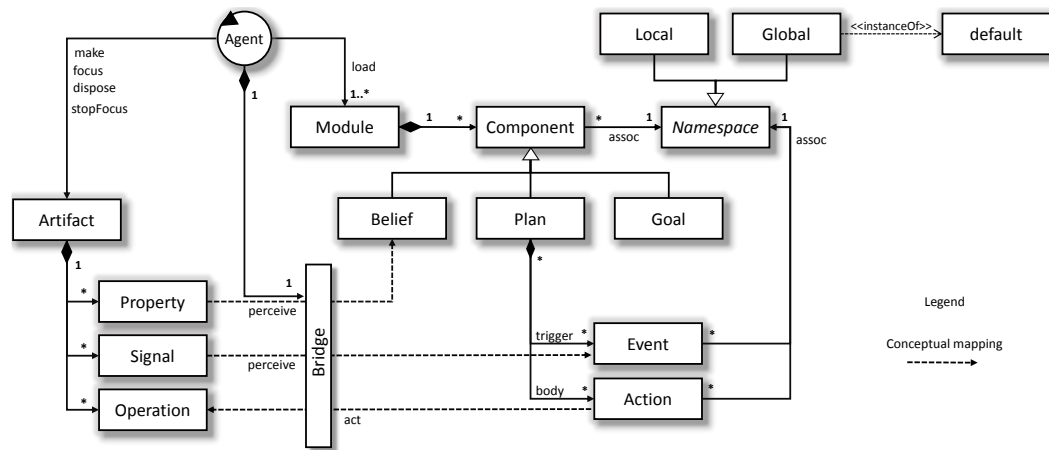 Agent
Local
Global
<<instanceOf>>
default
make
focus
dispose
stopFocus
load
1
1..*
Module
1
*
Component
*
assoc
1
Namespace
1
assoc
Artifact
1
Belief
Plan
Goal
*
*
Property
perceive
1
Bridge
trigger
*
Event
*
Legend
*
Signal
perceive
Conceptual mapping
body
*
Action
*
*
Operation
act